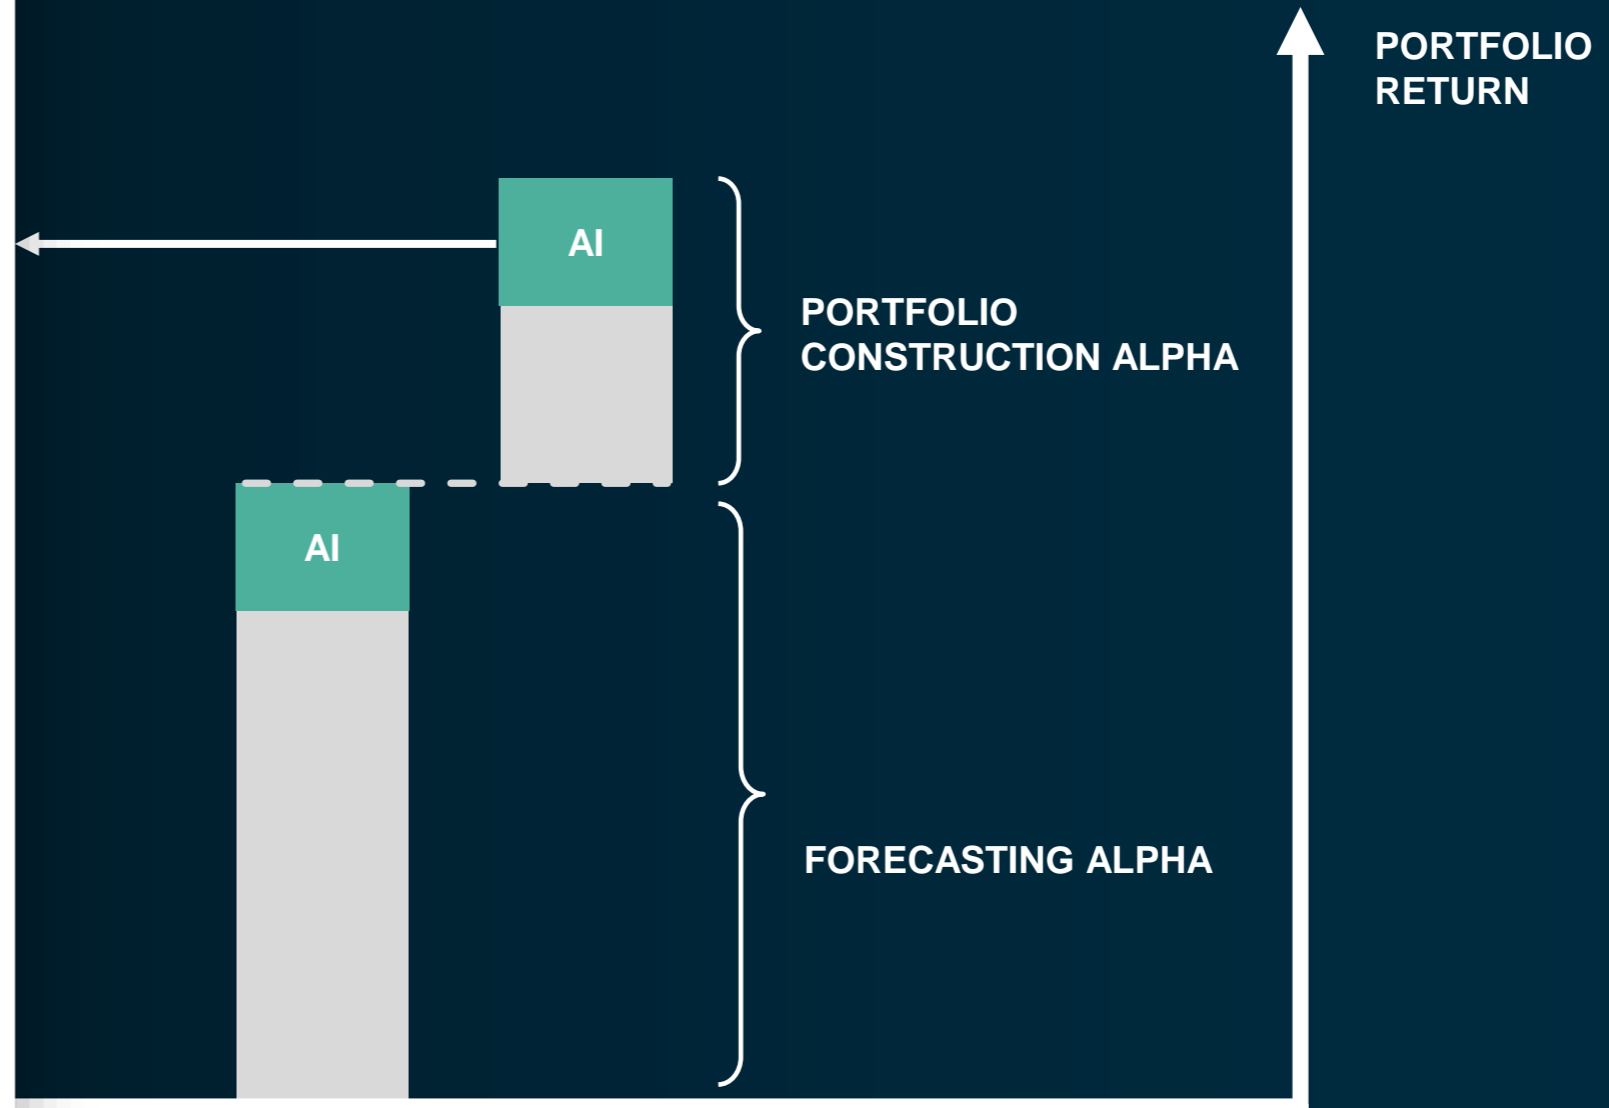 PORTFOLIO
RETURN
AI
PORTFOLIO
CONSTRUCTION ALPHA
AI
FORECASTING ALPHA